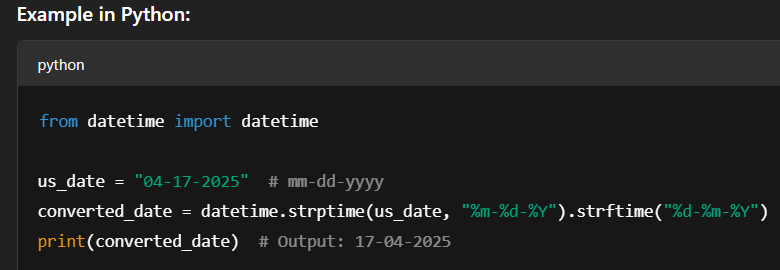 Example in Python:
python
from datetime import datetime
us_date = "04-17-2025"  # mm-dd-yyyy
converted_date = datetime.strptime(us_date, "%m-%d-%Y").strftime("%d-%m-%Y")
print(converted_date)  # Output: 17-04-2025